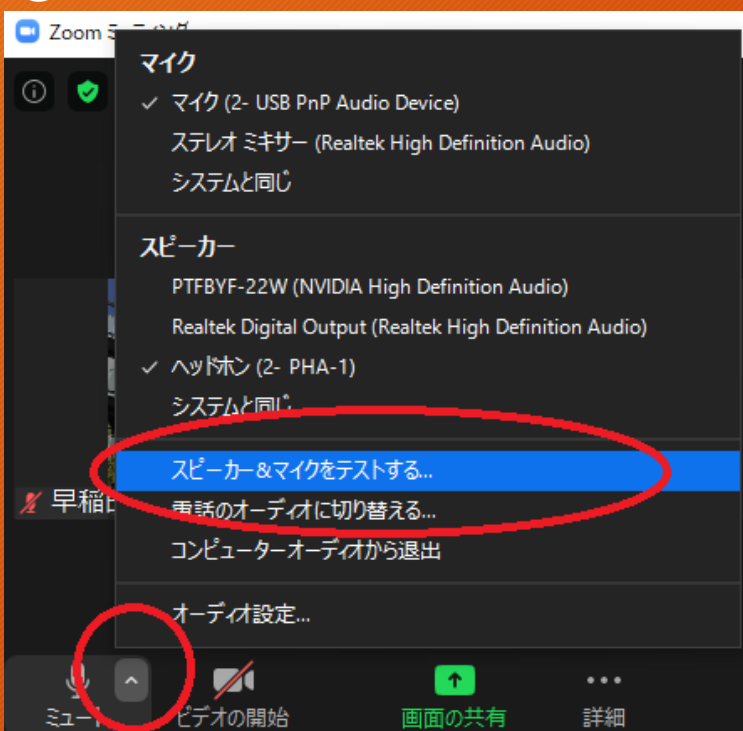 Zoom
マイク
マイク (2- USB PnP Audio Device)
ステレオ ミキサー (Realtek High Definition Audio)
システムと同じ
スピーカー
PTFBYF-22W (NVIDIA High Definition Audio)
Realtek Digital Output (Realtek High Definition Audio)
ヘッドホン (2- PHA-1)
システムと同じ
スピーカー&マイクをテストする...
電話のオーディオに切り替える...
早稲
コンピューターオーディオから退出
オーディオ設定...
ミュート
ビデオの開始
画面の共有
詳細